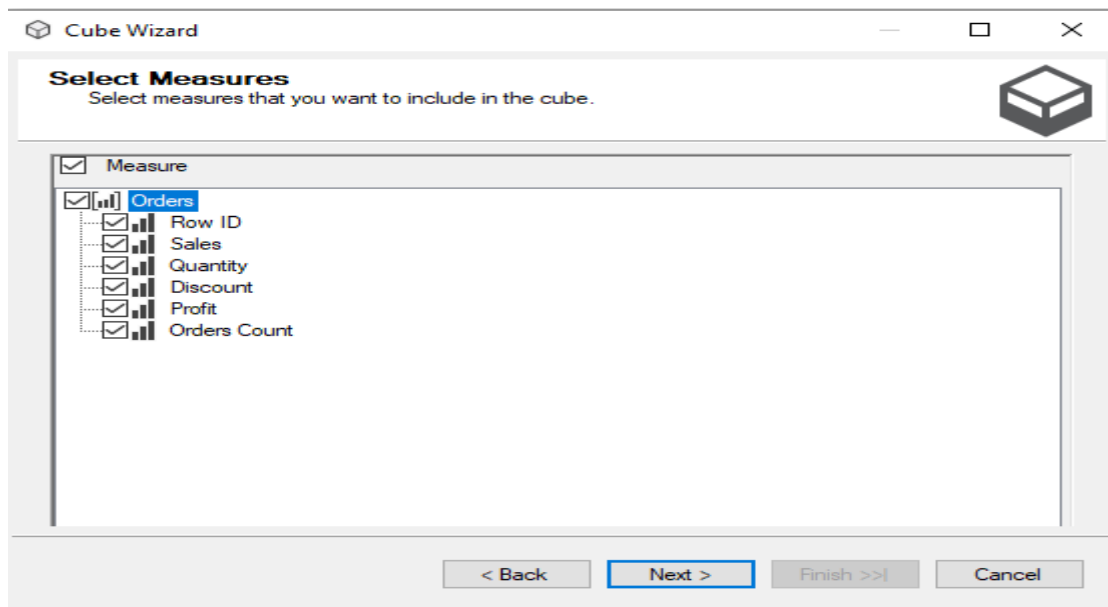 Cube Wizard
Select Measures
Select measures that you want to include in the cube.
Measure
Orders
Row ID
Sales
Quantity
Discount
Profit
Orders Count
< Back Next > Finish >>| Cancel